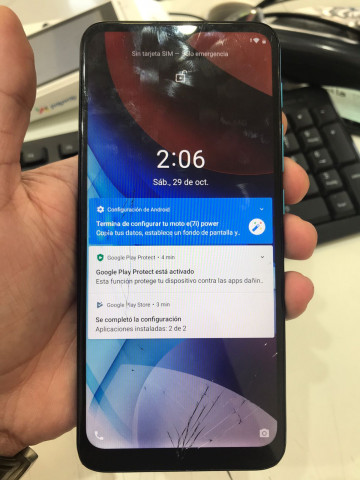 Sin tarjeta SIM — Solo emergencia
2:06
Sáb., 29 de oct.
Configuración de Android
Termina de configurar tu moto e(7i) power
Copia tus datos, establece un fondo de pantalla y..
Google Play Protect • 4 min
Google Play Protect está activado
Esta función protege tu dispositivo contra las apps dañin..
Google Play Store • 3 min
Se completó la configuración
Aplicaciones instaladas: 2 de 2